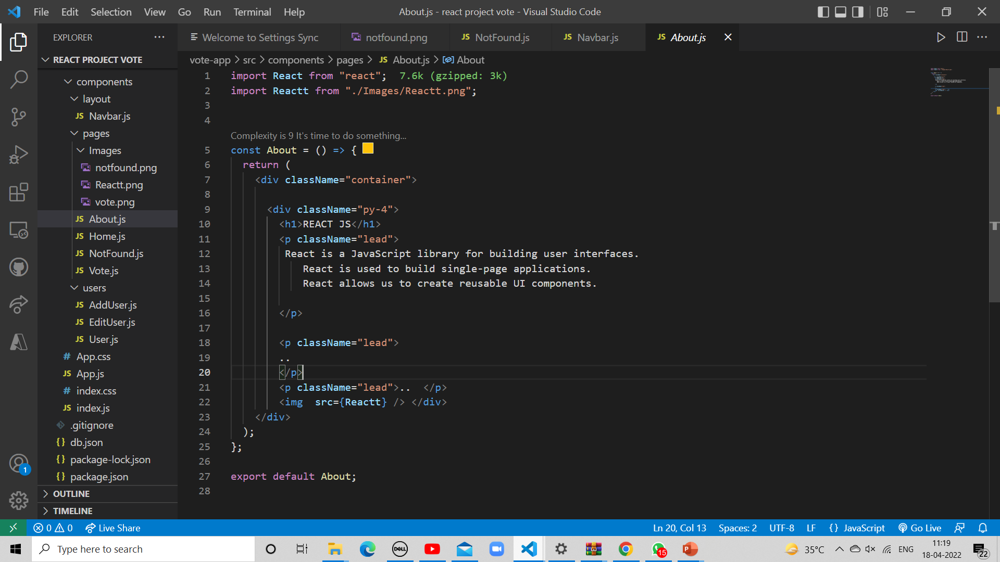 File Edit Selection View Go Run Terminal Help
About.js - react project vote - Visual Studio Code
EXPLORER
REACT PROJECT VOTE
components
layout
JS Navbar.js
pages
Images
notfound.png
Reactt.png
vote.png
JS About.js
JS Home.js
JS NotFound.js
JS Vote.js
users
JS AddUser.js
JS EditUser.js
JS User.js
# App.css
JS App.js
# index.css
JS index.js
.gitignore
{} db.json
{} package-lock.json
{} package.json
OUTLINE
TIMELINE
1
Welcome to Settings Sync
notfound.png
JS NotFound.js
JS Navbar.js
JS About.js
vote-app > src > components > pages > JS About.js > About
1 import React from "react"; 7.6k (gzipped: 3k)
2 import Reactt from "./Images/Reactt.png";
3
4
Complexity is 9 It's time to do something...
5 const About = () => {
6 return (
7 <div className="container">
8
9 <div className="py-4">
10 <h1>REACT JS</h1>
11 <p className="lead">
12 React is a JavaScript library for building user interfaces.
13 React is used to build single-page applications.
14 React allows us to create reusable UI components.
15
16 </p>
17
18 <p className="lead">
19 ..
20 </p>
21 <p className="lead">.. </p>
22 <img src={Reactt} /> </div>
23 </div>
24 );
25 };
26
27 export default About;
28
0 0 Live Share
Ln 20, Col 13 Spaces: 2 UTF-8 LF {} JavaScript Go Live
Type here to search
DELL
15
P
35°C
ENG
11:19
18-04-2022
22